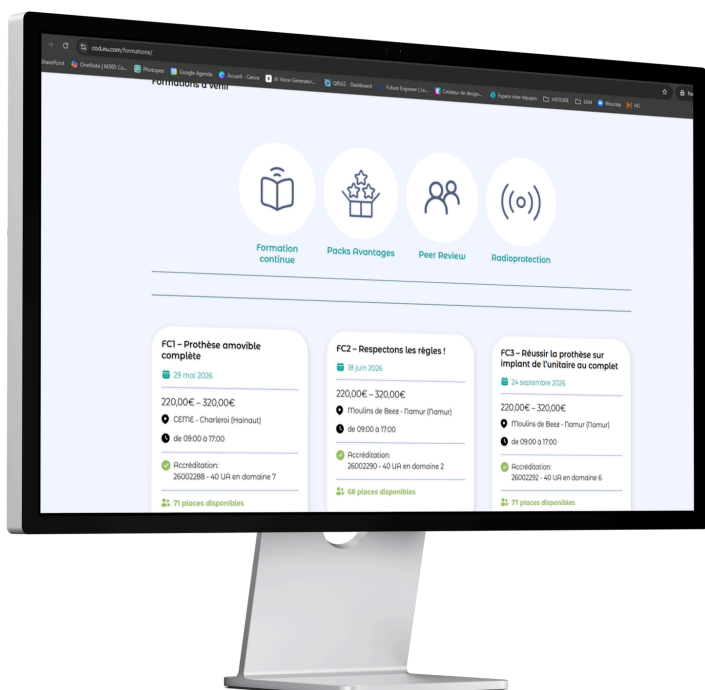 cod.eu.com/formations/
SharePoint OneNote | M365 Co... Photopea Google Agenda Accueil - Canva AI Voice Generator... QRUIZ - Dashboard Future Engineer | Le... Créateur de design... Espace inter-équipes HISTOIRE EAM Wooclap H2
Formations à venir
Formation
continue
Packs Avantages
Peer Review
Radioprotection
FC1 – Prothèse amovible
complète
29 mai 2026
220,00€ – 320,00€
CEME - Charleroi (Hainaut)
de 09:00 à 17:00
Accréditation:
26002288 - 40 UA en domaine 7
71 places disponibles
FC2 – Respectons les règles !
18 juin 2026
220,00€ – 320,00€
Moulins de Beez - Namur (Namur)
de 09:00 à 17:00
Accréditation:
26002290 - 40 UA en domaine 2
68 places disponibles
FC3 – Réussir la prothèse sur
implant de l'unitaire au complet
24 septembre 2026
220,00€ – 320,00€
Moulins de Beez - Namur (Namur)
de 09:00 à 17:00
Accréditation:
26002292 - 40 UA en domaine 6
77 places disponibles